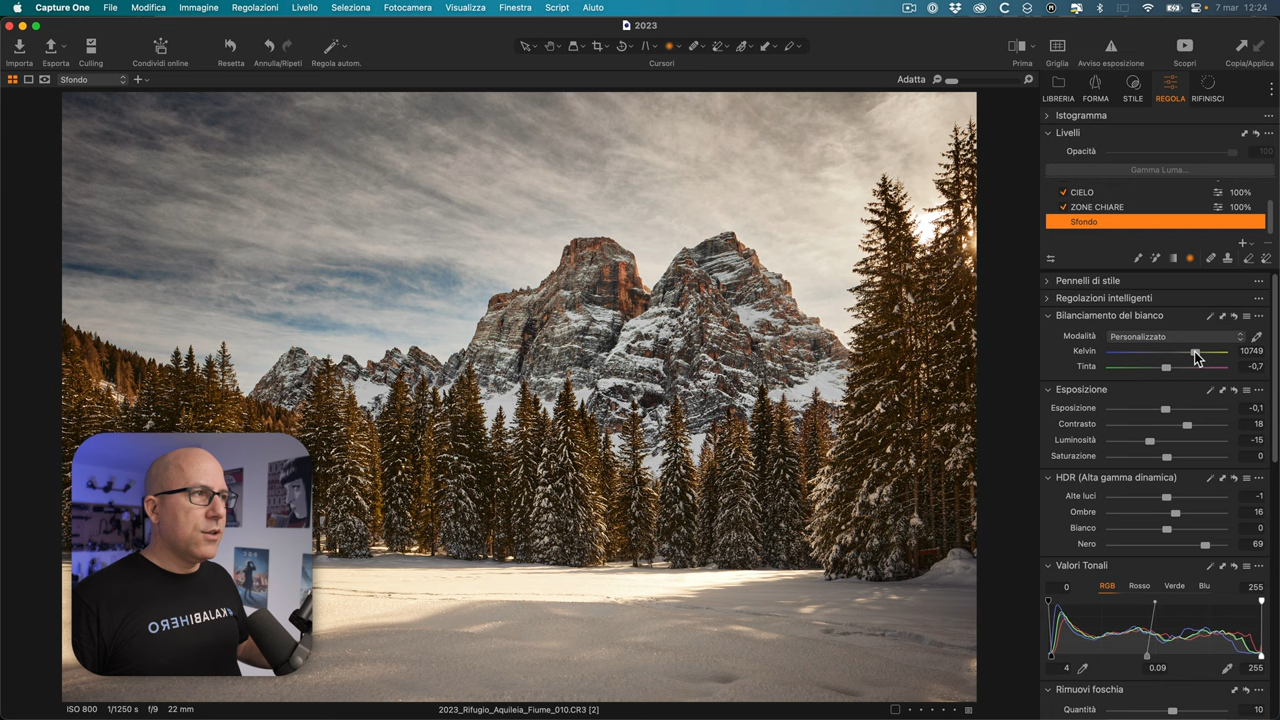 Capture One File Modifica Immagine Regolazioni Livello Seleziona Fotocamera Visualizza Finestra Script Aiuto 7 mar 12:24
2023
Importa Esporta Culling Condividi online Resetta Annulla/Ripeti Regola autom. Cursori Prima Griglia Avviso esposizione Scopri Copia/Applica
Sfondo Adatta
LIBRERIA FORMA STILE REGOLA RIFINISCI
Istogramma
Livelli
Opacità 100
Gamma Luma...
CIELO 100%
ZONE CHIARE 100%
Sfondo
Pennelli di stile
Regolazioni intelligenti
Bilanciamento del bianco
Modalità Personalizzato
Kelvin 10749
Tinta -0,7
Esposizione
Esposizione -0,1
Contrasto 18
Luminosità -15
Saturazione 0
HDR (Alta gamma dinamica)
Alte luci -1
Ombre 16
Bianco 0
Nero 69
Valori Tonali
0 RGB Rosso Verde Blu 255
4 0.09 255
Rimuovi foschia
Quantità 10
#KALABIHERO
ISO 800 1/1250 s f/9 22 mm 2023_Rifugio_Aquileia_Fiume_010.CR3 [2]